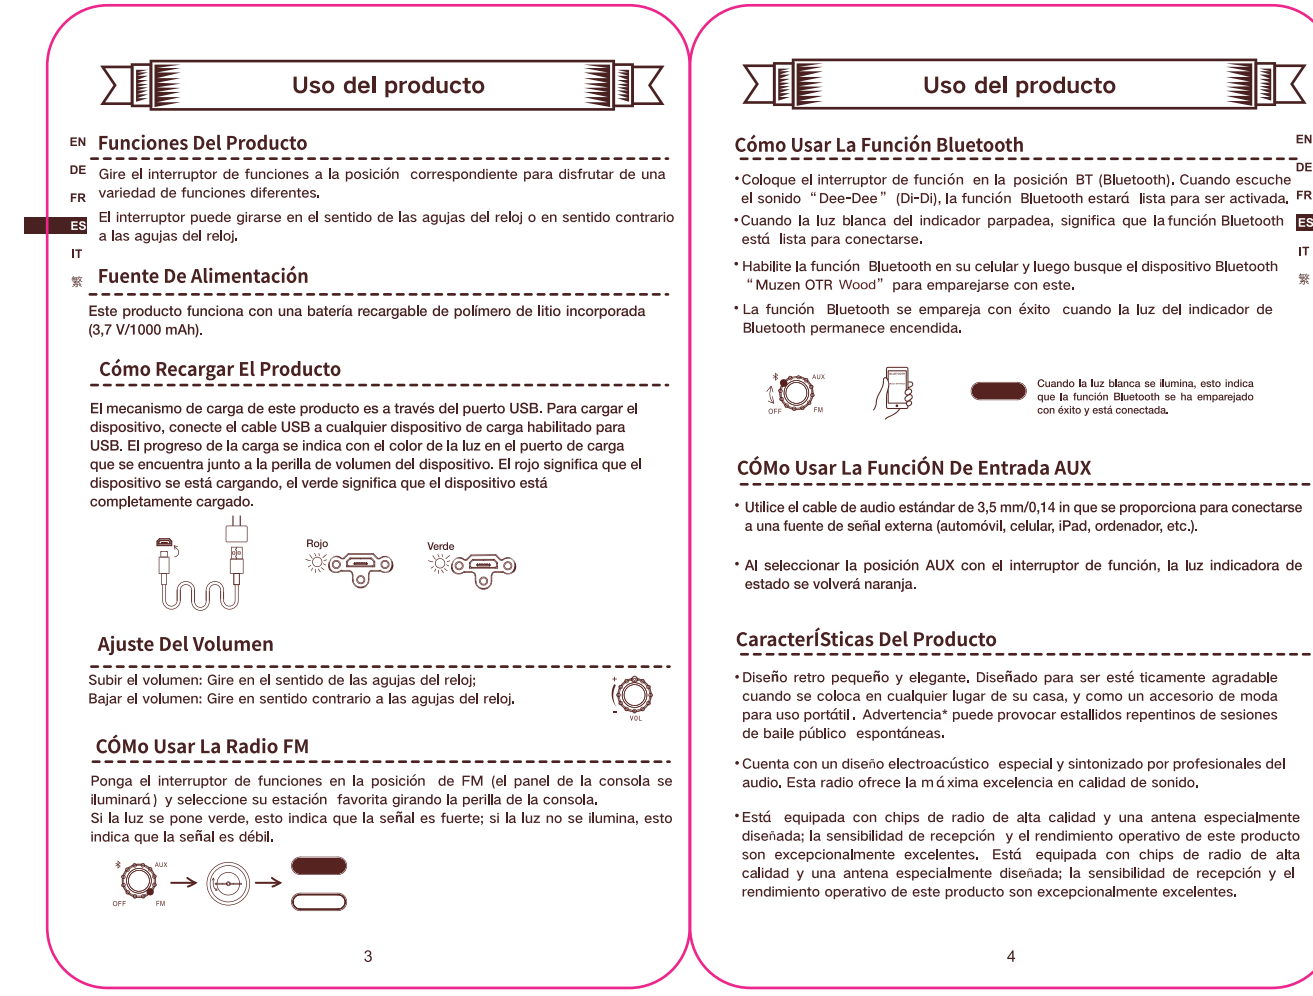 Uso del producto
EN
DE
FR
ES
IT
繁
Funciones Del Producto
Gire el interruptor de funciones a la posición correspondiente para disfrutar de una
variedad de funciones diferentes.
El interruptor puede girarse en el sentido de las agujas del reloj o en sentido contrario
a las agujas del reloj.
Fuente De Alimentación
Este producto funciona con una batería recargable de polímero de litio incorporada
(3,7 V/1000 mAh).
Cómo Recargar El Producto
El mecanismo de carga de este producto es a través del puerto USB. Para cargar el
dispositivo, conecte el cable USB a cualquier dispositivo de carga habilitado para
USB. El progreso de la carga se indica con el color de la luz en el puerto de carga
que se encuentra junto a la perilla de volumen del dispositivo. El rojo significa que el
dispositivo se está cargando, el verde significa que el dispositivo está
completamente cargado.
Rojo
Verde
Ajuste Del Volumen
Subir el volumen: Gire en el sentido de las agujas del reloj;
Bajar el volumen: Gire en sentido contrario a las agujas del reloj.
+
-
VOL
CÓMo Usar La Radio FM
Ponga el interruptor de funciones en la posición de FM (el panel de la consola se
iluminará) y seleccione su estación favorita girando la perilla de la consola.
Si la luz se pone verde, esto indica que la señal es fuerte; si la luz no se ilumina, esto
indica que la señal es débil.
AUX
OFF FM
3
Uso del producto
EN
DE
FR
ES
IT
繁
Cómo Usar La Función Bluetooth
• Coloque el interruptor de función en la posición BT (Bluetooth). Cuando escuche
el sonido “Dee-Dee” (Di-Di), la función Bluetooth estará lista para ser activada.
• Cuando la luz blanca del indicador parpadea, significa que la función Bluetooth
está lista para conectarse.
• Habilite la función Bluetooth en su celular y luego busque el dispositivo Bluetooth
“Muzen OTR Wood” para emparejarse con este.
• La función Bluetooth se empareja con éxito cuando la luz del indicador de
Bluetooth permanece encendida.
AUX
OFF FM
Cuando la luz blanca se ilumina, esto indica
que la función Bluetooth se ha emparejado
con éxito y está conectada.
CÓMo Usar La FunciÓN De Entrada AUX
• Utilice el cable de audio estándar de 3,5 mm/0,14 in que se proporciona para conectarse
a una fuente de señal externa (automóvil, celular, iPad, ordenador, etc.).
• Al seleccionar la posición AUX con el interruptor de función, la luz indicadora de
estado se volverá naranja.
CaracterÍSticas Del Producto
• Diseño retro pequeño y elegante. Diseñado para ser esté ticamente agradable
cuando se coloca en cualquier lugar de su casa, y como un accesorio de moda
para uso portátil. Advertencia* puede provocar estallidos repentinos de sesiones
de baile público espontáneas.
• Cuenta con un diseño electroacústico especial y sintonizado por profesionales del
audio. Esta radio ofrece la má xima excelencia en calidad de sonido.
• Está equipada con chips de radio de alta calidad y una antena especialmente
diseñada; la sensibilidad de recepción y el rendimiento operativo de este producto
son excepcionalmente excelentes. Está equipada con chips de radio de alta
calidad y una antena especialmente diseñada; la sensibilidad de recepción y el
rendimiento operativo de este producto son excepcionalmente excelentes.
4